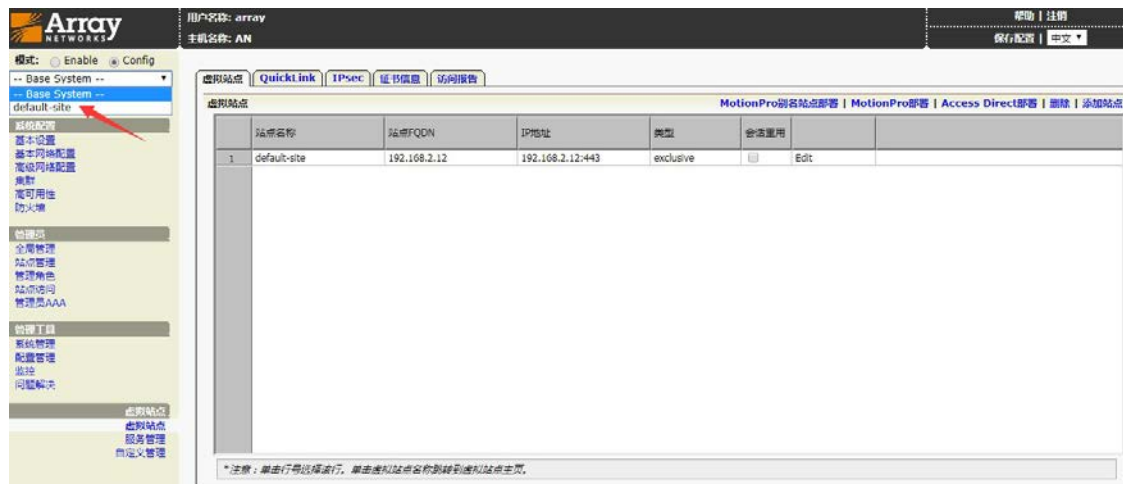 Array
NETWORKS
用户名称: array
主机名称: AN
帮助 | 注销
保存配置 | 中文
模式: Enable Config
-- Base System --
-- Base System --
default-site
系统配置
基本设置
基本网络配置
高级网络配置
集群
高可用性
防火墙
管理员
全局管理
站点管理
管理角色
站点访问
管理员AAA
管理工具
系统管理
配置管理
监控
问题解决
虚拟站点
虚拟站点
服务管理
自定义管理
虚拟站点 QuickLink IPsec 证书信息 访问报告
虚拟站点
MotionPro别名站点部署 | MotionPro部署 | Access Direct部署 | 删除 | 添加站点
站点名称 站点FQDN IP地址 类型 会话重用
1 default-site 192.168.2.12 192.168.2.12:443 exclusive Edit
*注意：单击行号选择该行。单击虚拟站点名称跳转到虚拟站点主页。